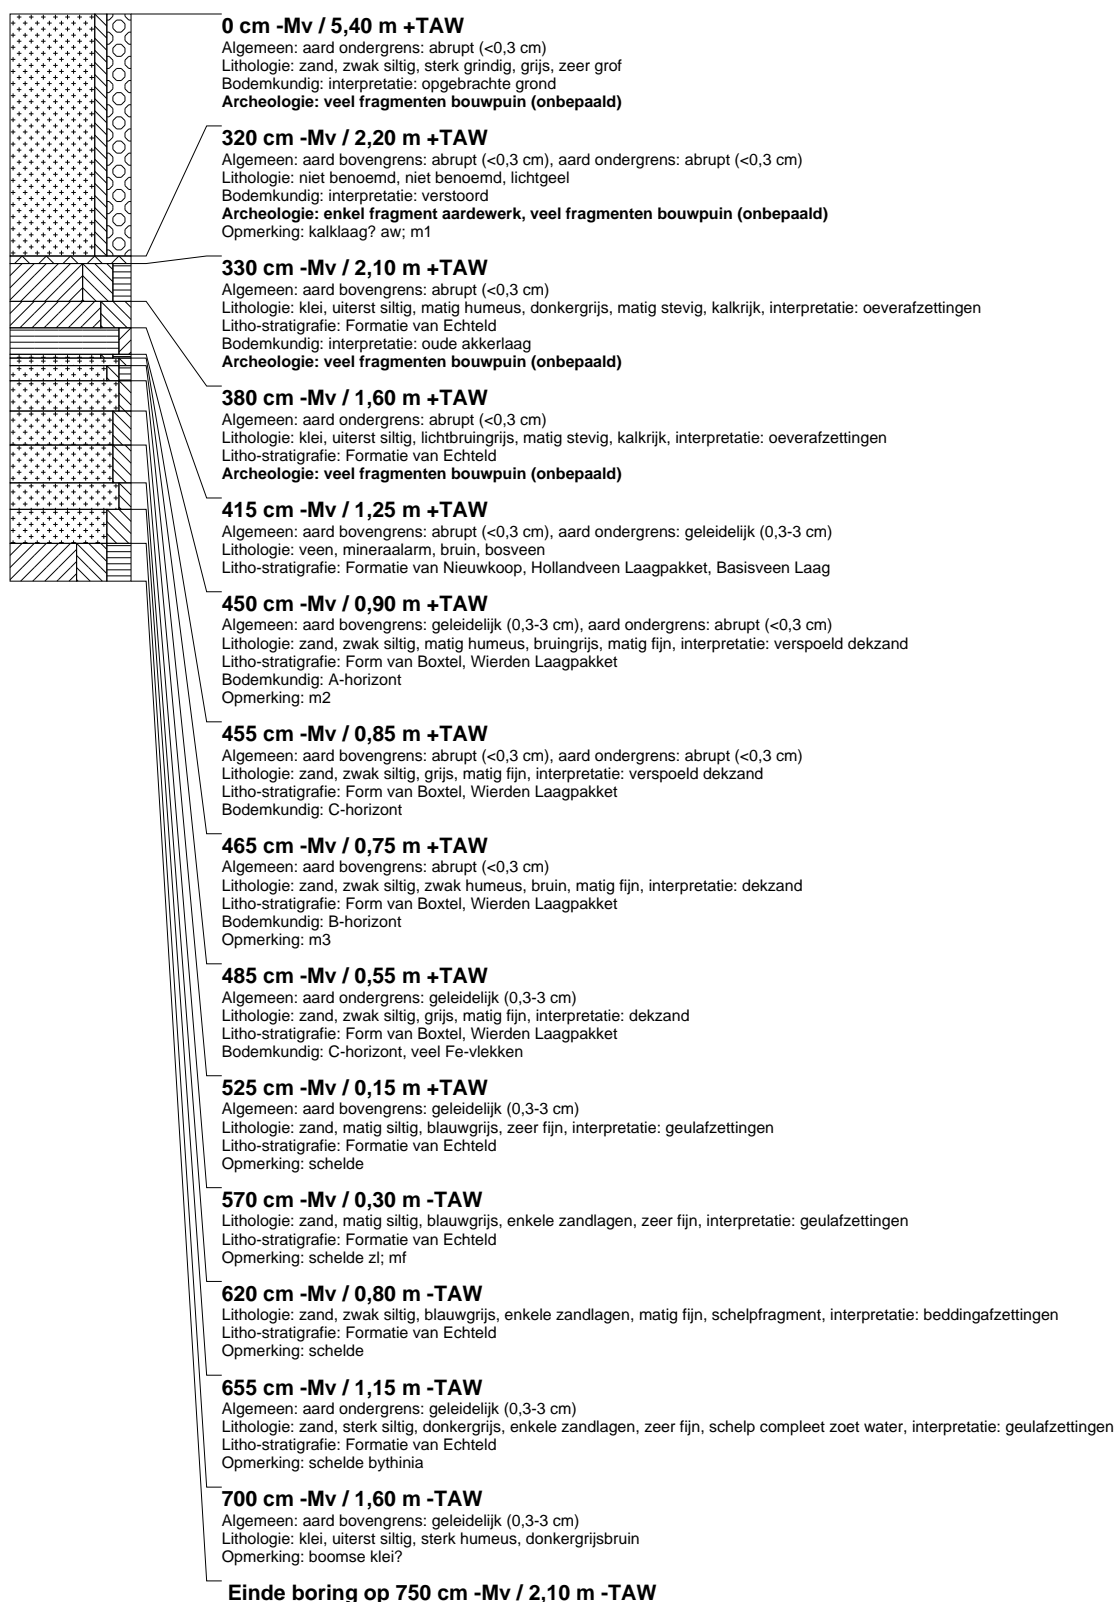 0 cm -Mv / 5,40 m +TAW
Algemeen: aard ondergrens: abrupt (<0,3 cm)
Lithologie: zand, zwak siltig, sterk grindig, grijs, zeer grof
Bodemkundig: interpretatie: opgebrachte grond
Archeologie: veel fragmenten bouwpuin (onbepaald)
320 cm -Mv / 2,20 m +TAW
Algemeen: aard bovengrens: abrupt (<0,3 cm), aard ondergrens: abrupt (<0,3 cm)
Lithologie: niet benoemd, niet benoemd, lichtgeel
Bodemkundig: interpretatie: verstoord
Archeologie: enkel fragment aardewerk, veel fragmenten bouwpuin (onbepaald)
Opmerking: kalklaag? aw; m1
330 cm -Mv / 2,10 m +TAW
Algemeen: aard bovengrens: abrupt (<0,3 cm)
Lithologie: klei, uiterst siltig, matig humeus, donkergrijs, matig stevig, kalkrijk, interpretatie: oeverafzettingen
Litho-stratigrafie: Formatie van Echteld
Bodemkundig: interpretatie: oude akkerlaag
Archeologie: veel fragmenten bouwpuin (onbepaald)
380 cm -Mv / 1,60 m +TAW
Algemeen: aard ondergrens: abrupt (<0,3 cm)
Lithologie: klei, uiterst siltig, lichtbruingrijs, matig stevig, kalkrijk, interpretatie: oeverafzettingen
Litho-stratigrafie: Formatie van Echteld
Archeologie: veel fragmenten bouwpuin (onbepaald)
415 cm -Mv / 1,25 m +TAW
Algemeen: aard bovengrens: abrupt (<0,3 cm), aard ondergrens: geleidelijk (0,3-3 cm)
Lithologie: veen, mineraalarm, bruin, bosveen
Litho-stratigrafie: Formatie van Nieuwkoop, Hollandveen Laagpakket, Basisveen Laag
450 cm -Mv / 0,90 m +TAW
Algemeen: aard bovengrens: geleidelijk (0,3-3 cm), aard ondergrens: abrupt (<0,3 cm)
Lithologie: zand, zwak siltig, matig humeus, bruingrijs, matig fijn, interpretatie: verspoeld dekzand
Litho-stratigrafie: Form van Boxtel, Wierden Laagpakket
Bodemkundig: A-horizont
Opmerking: m2
455 cm -Mv / 0,85 m +TAW
Algemeen: aard bovengrens: abrupt (<0,3 cm), aard ondergrens: abrupt (<0,3 cm)
Lithologie: zand, zwak siltig, grijs, matig fijn, interpretatie: verspoeld dekzand
Litho-stratigrafie: Form van Boxtel, Wierden Laagpakket
Bodemkundig: C-horizont
465 cm -Mv / 0,75 m +TAW
Algemeen: aard bovengrens: abrupt (<0,3 cm)
Lithologie: zand, zwak siltig, zwak humeus, bruin, matig fijn, interpretatie: dekzand
Litho-stratigrafie: Form van Boxtel, Wierden Laagpakket
Bodemkundig: B-horizont
Opmerking: m3
485 cm -Mv / 0,55 m +TAW
Algemeen: aard ondergrens: geleidelijk (0,3-3 cm)
Lithologie: zand, zwak siltig, grijs, matig fijn, interpretatie: dekzand
Litho-stratigrafie: Form van Boxtel, Wierden Laagpakket
Bodemkundig: C-horizont, veel Fe-vlekken
525 cm -Mv / 0,15 m +TAW
Algemeen: aard bovengrens: geleidelijk (0,3-3 cm)
Lithologie: zand, matig siltig, blauwgrijs, zeer fijn, interpretatie: geulafzettingen
Litho-stratigrafie: Formatie van Echteld
Opmerking: schelde
570 cm -Mv / 0,30 m -TAW
Lithologie: zand, matig siltig, blauwgrijs, enkele zandlagen, zeer fijn, interpretatie: geulafzettingen
Litho-stratigrafie: Formatie van Echteld
Opmerking: schelde zl; mf
620 cm -Mv / 0,80 m -TAW
Lithologie: zand, zwak siltig, blauwgrijs, enkele zandlagen, matig fijn, schelpfragment, interpretatie: beddingafzettingen
Litho-stratigrafie: Formatie van Echteld
Opmerking: schelde
655 cm -Mv / 1,15 m -TAW
Algemeen: aard ondergrens: geleidelijk (0,3-3 cm)
Lithologie: zand, sterk siltig, donkergrijs, enkele zandlagen, zeer fijn, schelp compleet zoet water, interpretatie: geulafzettingen
Litho-stratigrafie: Formatie van Echteld
Opmerking: schelde bythinia
700 cm -Mv / 1,60 m -TAW
Algemeen: aard bovengrens: geleidelijk (0,3-3 cm)
Lithologie: klei, uiterst siltig, sterk humeus, donkergrijsbruin
Opmerking: boomse klei?
Einde boring op 750 cm -Mv / 2,10 m -TAW